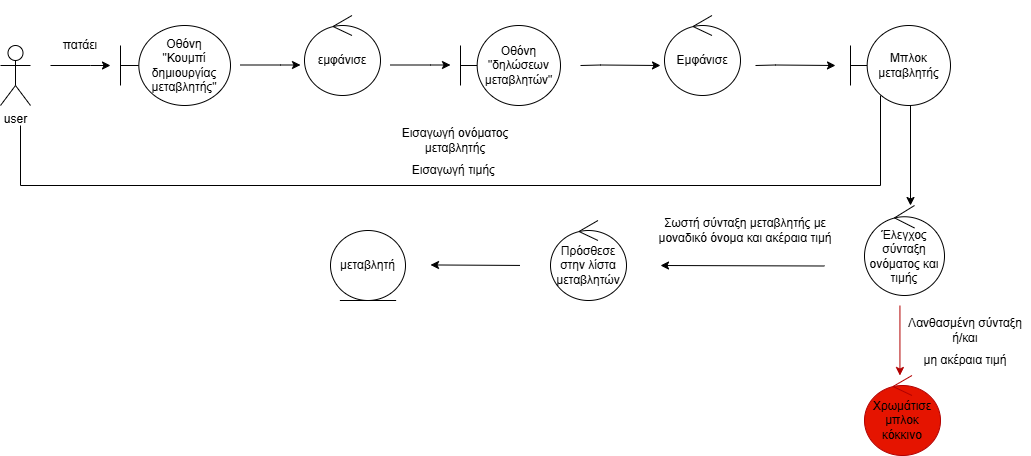 πατάει
Οθόνη
"Κουμπί
δημιουργίας
μεταβλητής"
εμφάνισε
Οθόνη
"δηλώσεων
μεταβλητών"
Εμφάνισε
Μπλοκ
μεταβλητής
user
Εισαγωγή ονόματος
μεταβλητής
Εισαγωγή τιμής
Σωστή σύνταξη μεταβλητής με
μοναδικό όνομα και ακέραια τιμή
Έλεγχος
σύνταξη
ονόματος και
τιμής
Πρόσθεσε
στην λίστα
μεταβλητών
μεταβλητή
Λανθασμένη σύνταξη
ή/και
μη ακέραια τιμή
Χρωμάτισε
μπλοκ
κόκκινο